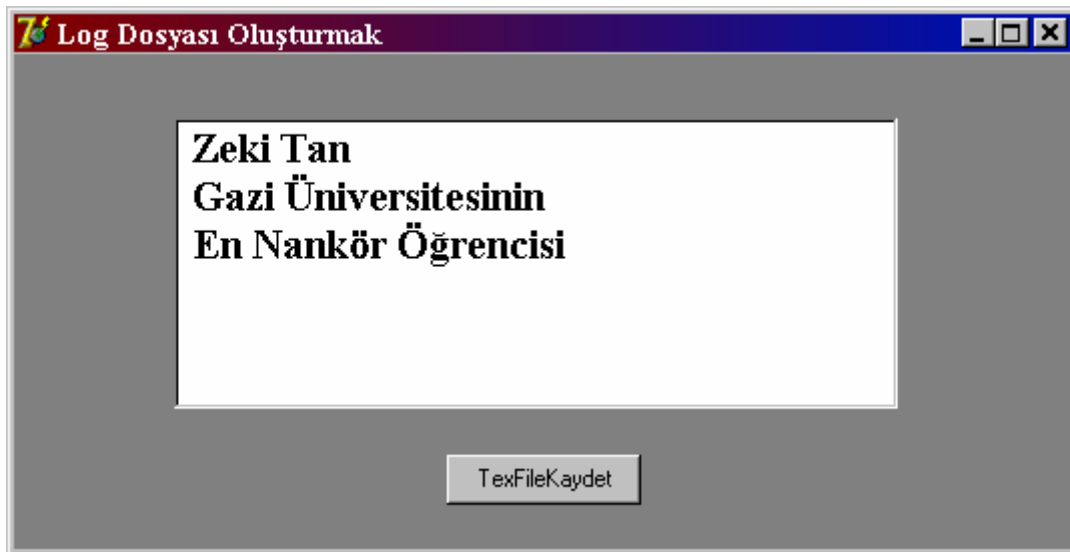 Log Dosyası Oluşturmak
Zeki Tan
Gazi Üniversitesinin
En Nankör Öğrencisi
TexFileKaydet